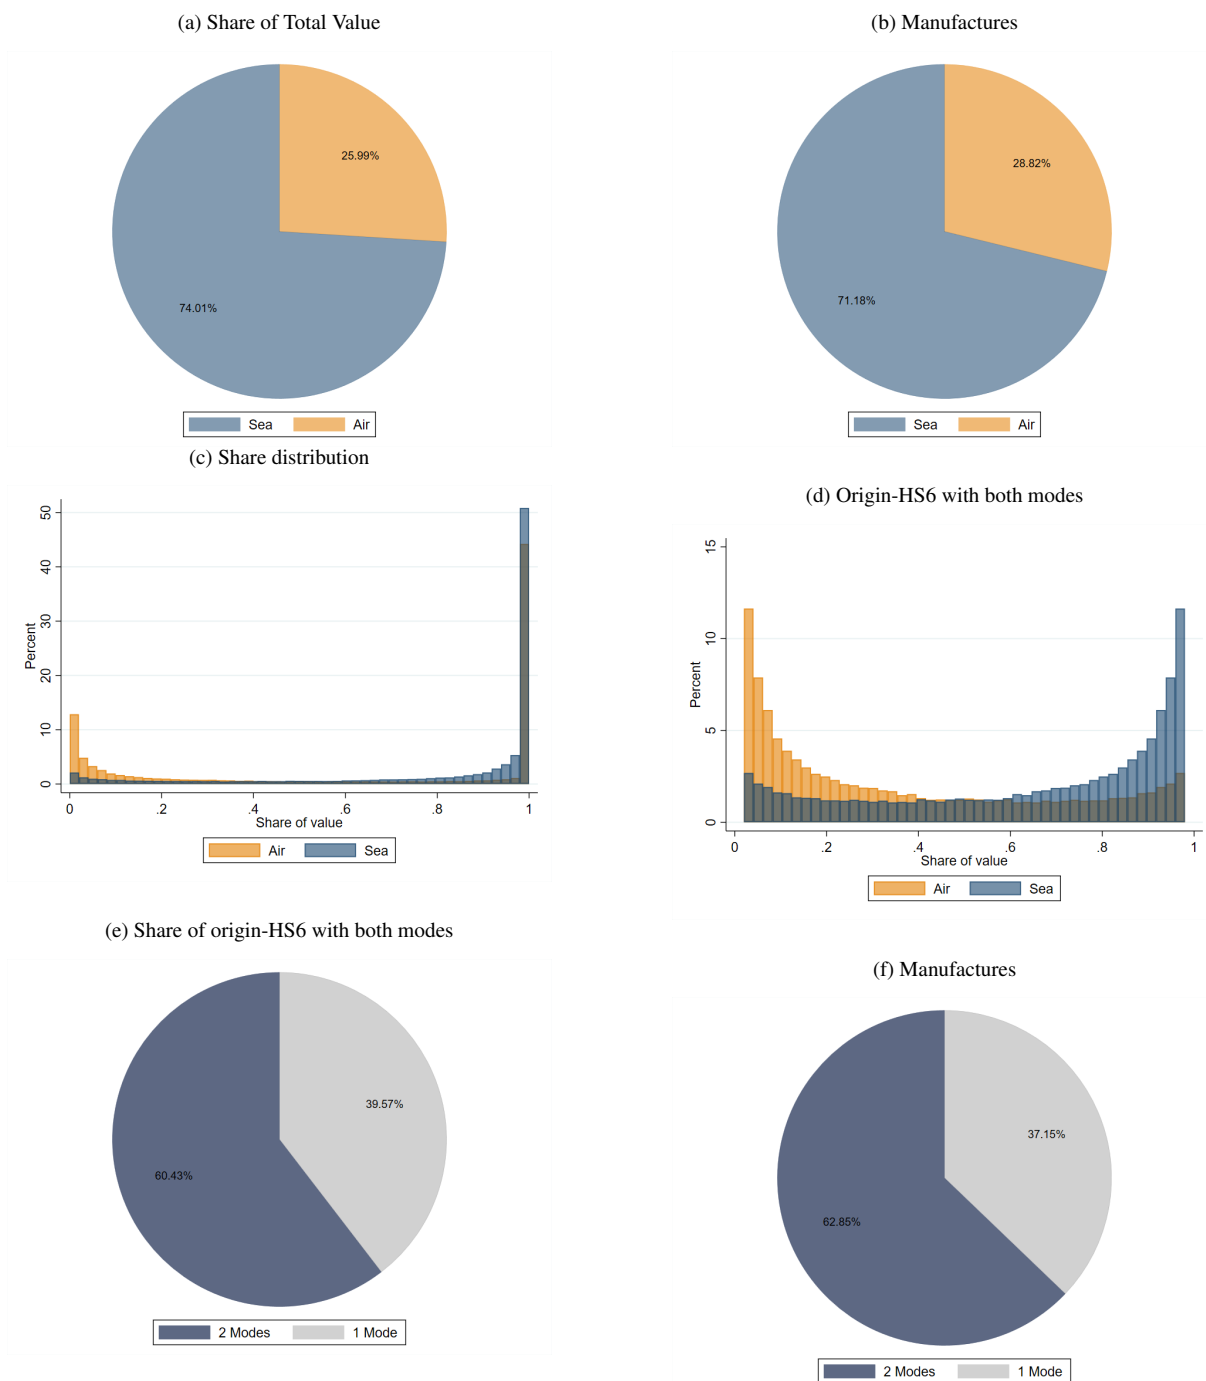 (a) Share of Total Value
25.99%
74.01%
Sea Air
(b) Manufactures
28.82%
71.18%
Sea Air
(c) Share distribution
Percent
50
40
30
20
10
0
0 .2 .4 .6 .8 1
Share of value
Air Sea
(d) Origin-HS6 with both modes
Percent
15
10
5
0
0 .2 .4 .6 .8 1
Share of value
Air Sea
(e) Share of origin-HS6 with both modes
39.57%
60.43%
2 Modes 1 Mode
(f) Manufactures
37.15%
62.85%
2 Modes 1 Mode